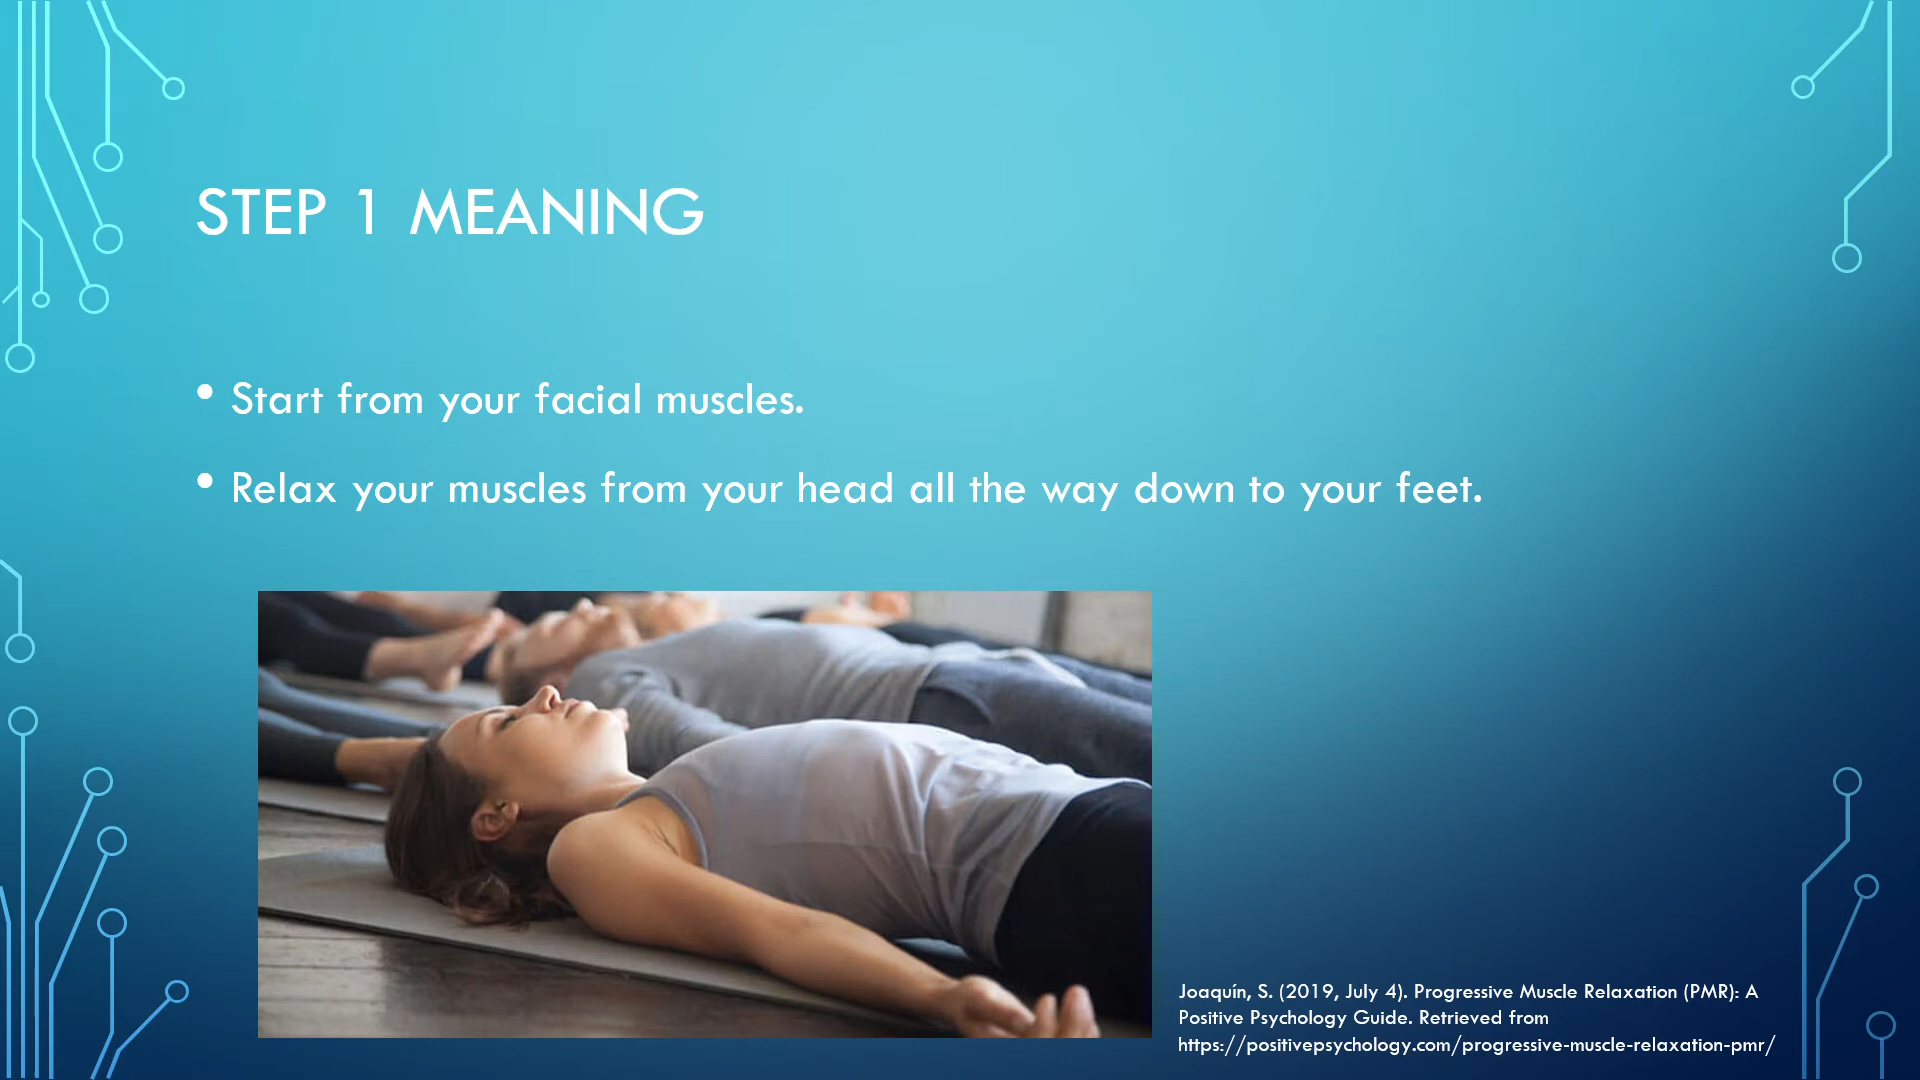 STEP 1 MEANING
• Start from your facial muscles.
• Relax your muscles from your head all the way down to your feet.
Joaquín, S. (2019, July 4). Progressive Muscle Relaxation (PMR): A
Positive Psychology Guide. Retrieved from
https://positivepsychology.com/progressive-muscle-relaxation-pmr/